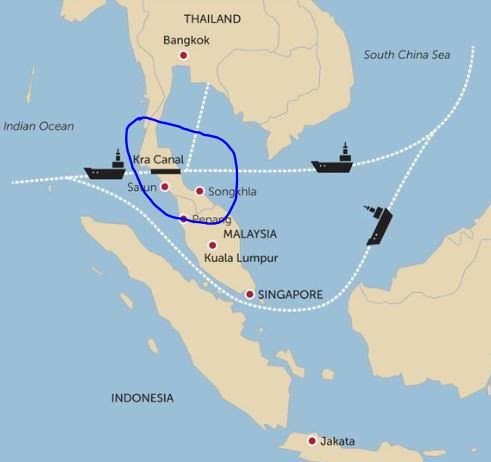 THAILAND
Bangkok
South China Sea
Indian Ocean
Kra Canal
Satun
Songkhla
Penang
MALAYSIA
Kuala Lumpur
SINGAPORE
INDONESIA
Jakata